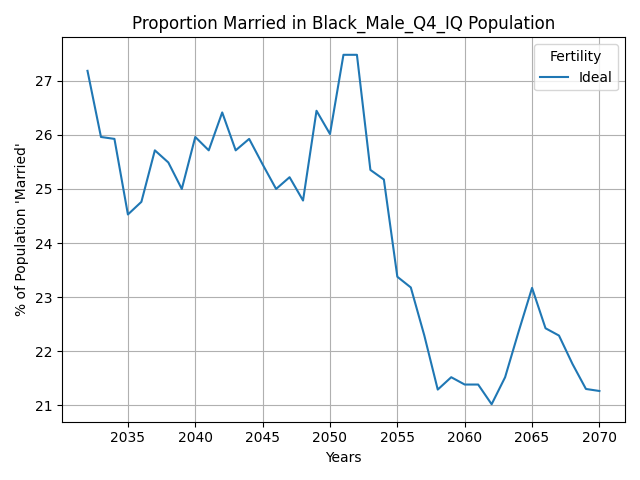 Proportion Married in Black_Male_Q4_IQ Population
Fertility
Ideal
% of Population 'Married'
27
26
25
24
23
22
21
2035 2040 2045 2050 2055 2060 2065 2070
Years